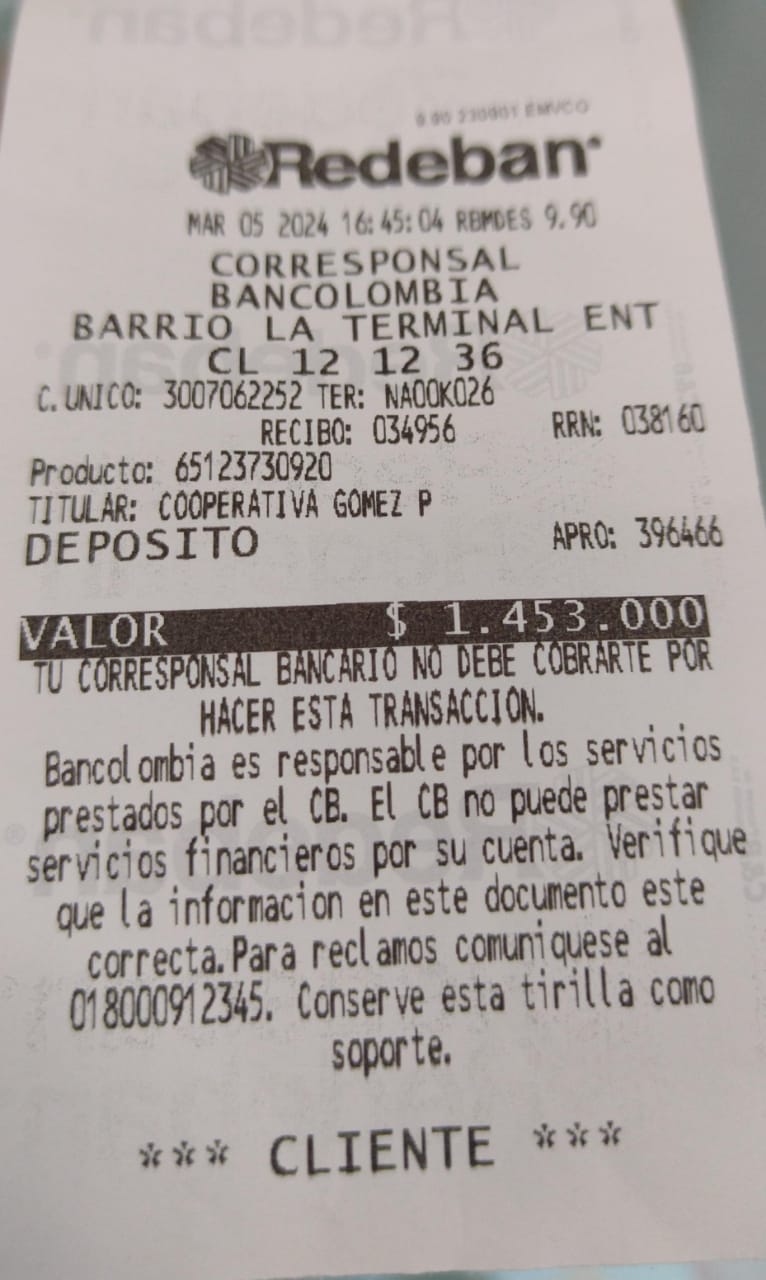 9.90 230901 EMVCO
Redeban
MAR 05 2024 16:45:04 RBMDES 9.90
CORRESPONSAL
BANCOLOMBIA
BARRIO LA TERMINAL ENT
CL 12 12 36
C. UNICO: 3007062252 TER: NA00K026
RECIBO: 034956 RRN: 038160
Producto: 65123730920
TITULAR: COOPERATIVA GOMEZ P
DEPOSITO APRO: 396466
VALOR $ 1.453.000
TU CORRESPONSAL BANCARIO NO DEBE COBRARTE POR
HACER ESTA TRANSACCION.
Bancolombia es responsable por los servicios
prestados por el CB. El CB no puede prestar
servicios financieros por su cuenta. Verifique
que la informacion en este documento este
correcta.Para reclamos comuniquese al
018000912345. Conserve esta tirilla como
soporte.
*** CLIENTE ***